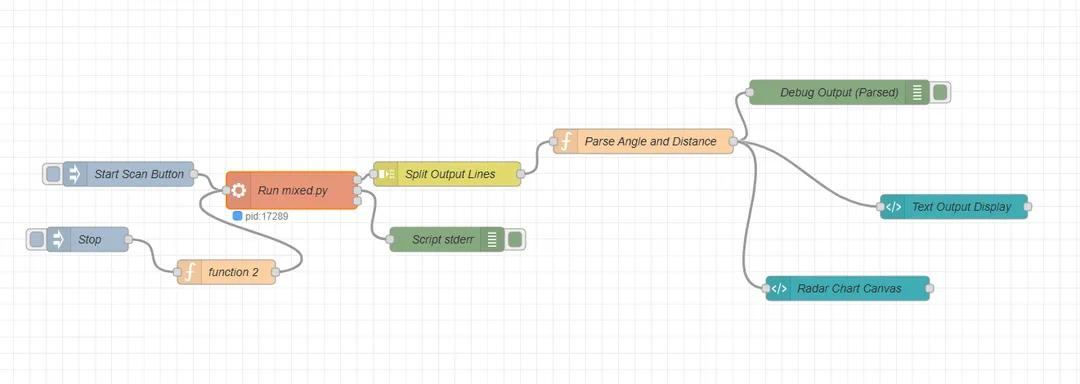 Debug Output (Parsed)
Parse Angle and Distance
Start Scan Button
Split Output Lines
Run mixed.py
Text Output Display
pid:17289
Stop
Script stderr
function 2
Radar Chart Canvas